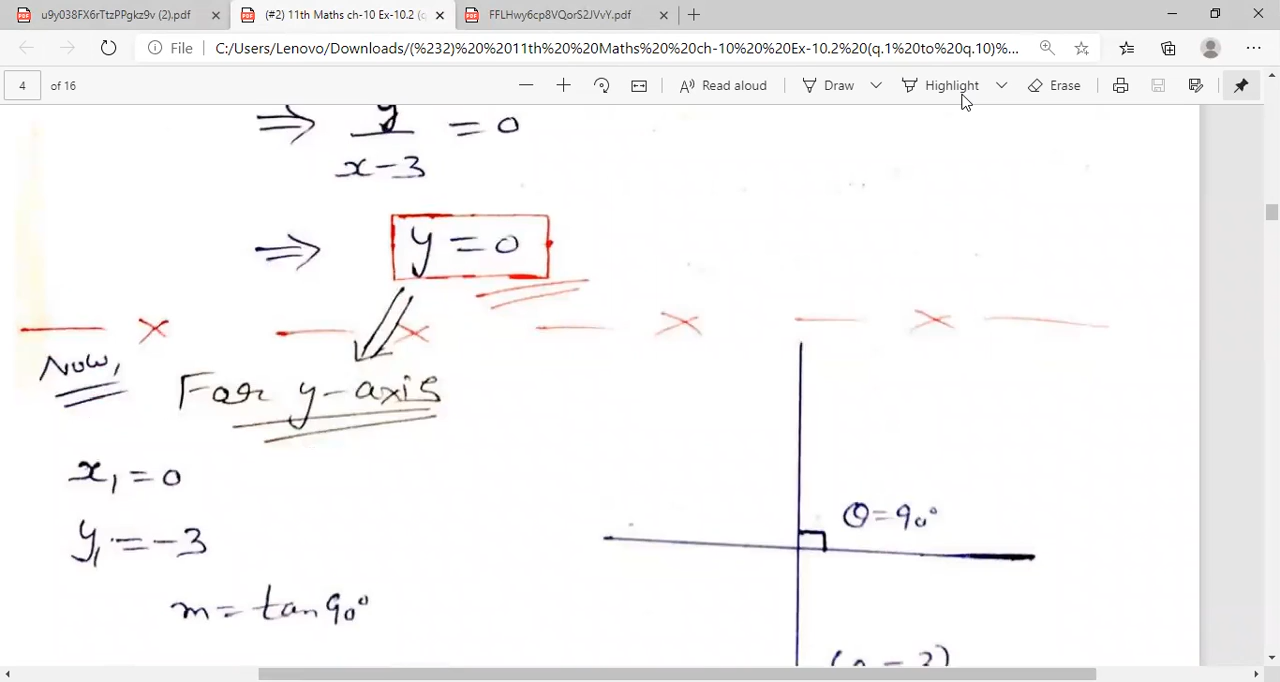 u9y038FX6rTtzPPgkz9v (2).pdf
(#2) 11th Maths ch-10 Ex-10.2 (q
FFLHwy6cp8VQorS2JVvY.pdf
File C:/Users/Lenovo/Downloads/(%232)%20%2011th%20%20Maths%20%20ch-10%20%20Ex-10.2%20(q.1%20to%20q.10)%...
4 of 16 Read aloud Draw Highlight Erase
⇒ y/(x-3) = 0
⇒ y = 0
Now,
For y-axis
x₁ = 0
θ = 90°
y₁ = -3
m = tan 90°